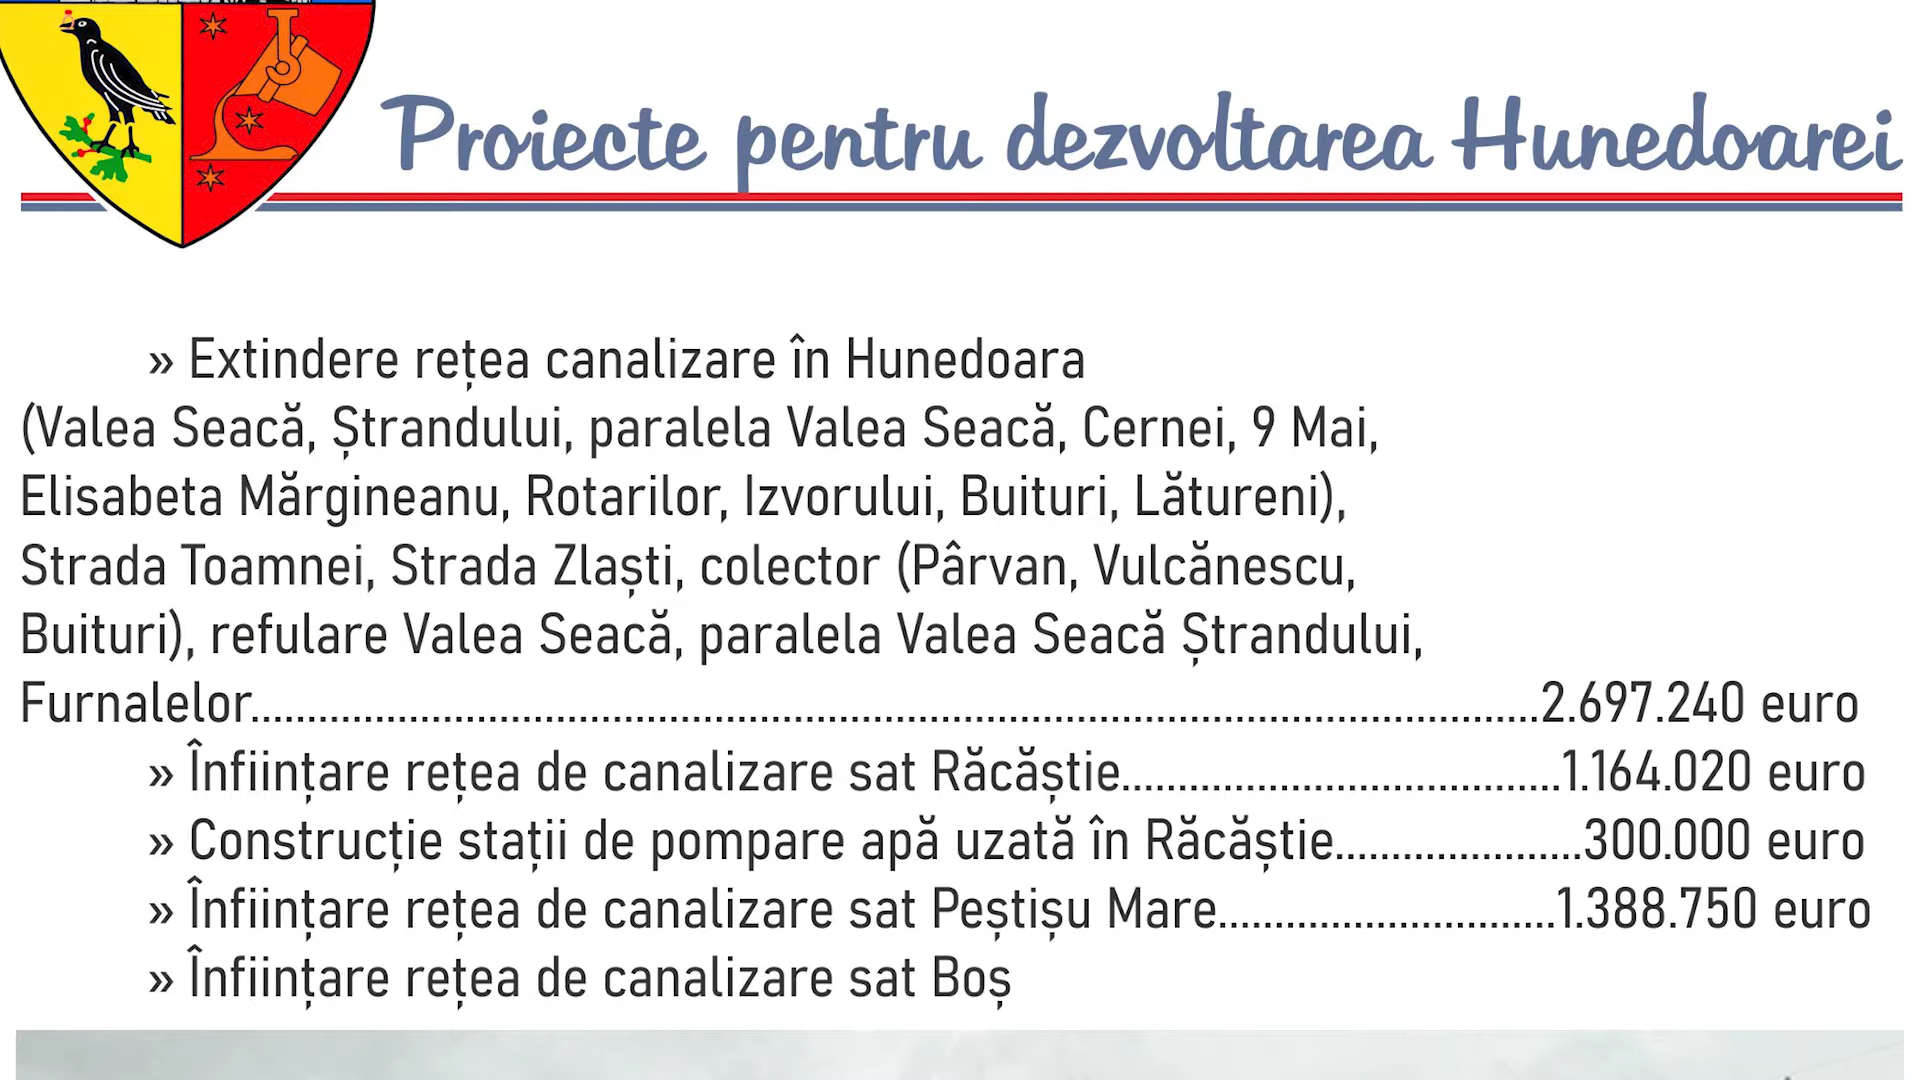 Proiecte pentru dezvoltarea Hunedoarei
» Extindere rețea canalizare în Hunedoara
(Valea Seacă, Ștrandului, paralela Valea Seacă, Cernei, 9 Mai,
Elisabeta Mărgineanu, Rotarilor, Izvorului, Buituri, Lătureni),
Strada Toamnei, Strada Zlaști, colector (Pârvan, Vulcănescu,
Buituri), refulare Valea Seacă, paralela Valea Seacă Ștrandului,
Furnalelor....................................................................................................................2.697.240 euro
» Înființare rețea de canalizare sat Răcăștie.......................................1.164.020 euro
» Construcție stații de pompare apă uzată în Răcăștie......................300.000 euro
» Înființare rețea de canalizare sat Peștișu Mare..............................1.388.750 euro
» Înființare rețea de canalizare sat Boș